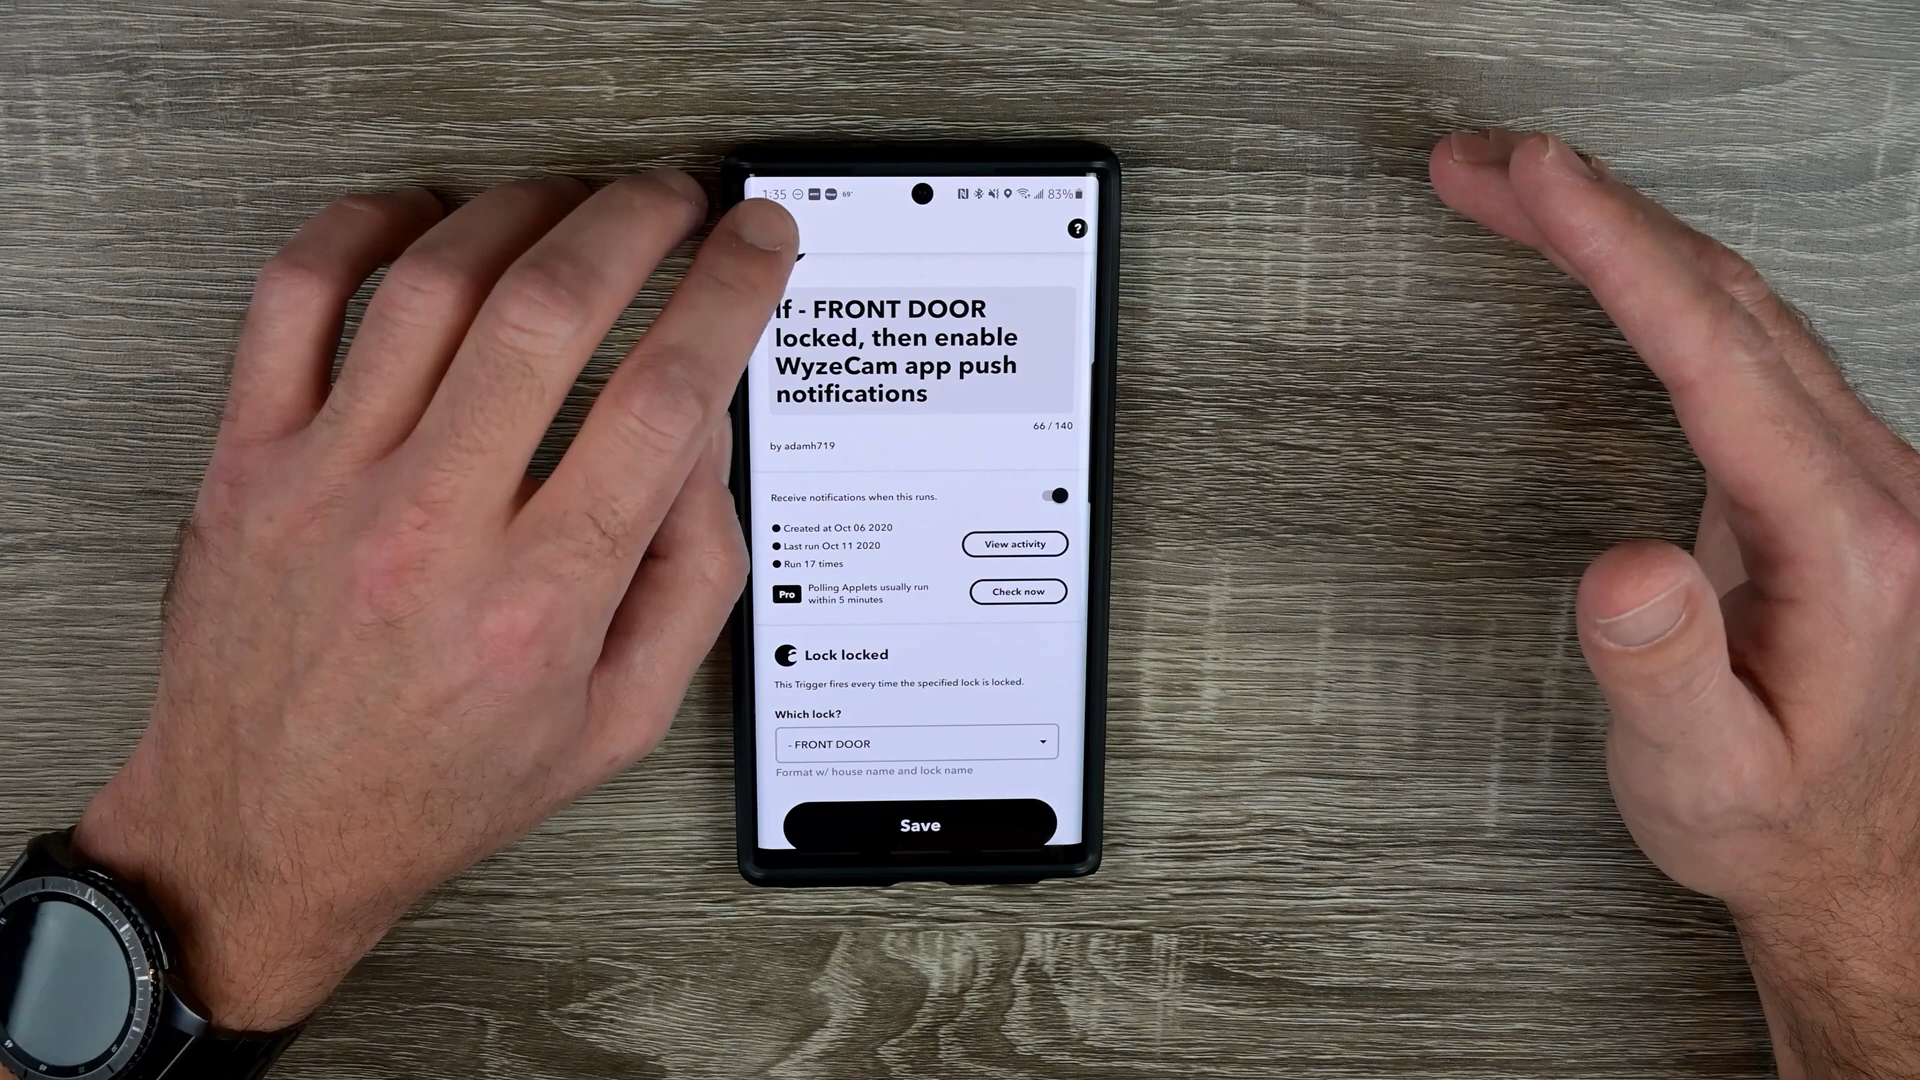 1:35 69° 83%
?
If - FRONT DOOR
locked, then enable
WyzeCam app push
notifications
66 / 140
by adamh719
Receive notifications when this runs.
Created at Oct 06 2020
Last run Oct 11 2020
Run 17 times
View activity
Pro
Polling Applets usually run
within 5 minutes
Check now
Lock locked
This Trigger fires every time the specified lock is locked.
Which lock?
- FRONT DOOR
Format w/ house name and lock name
Save